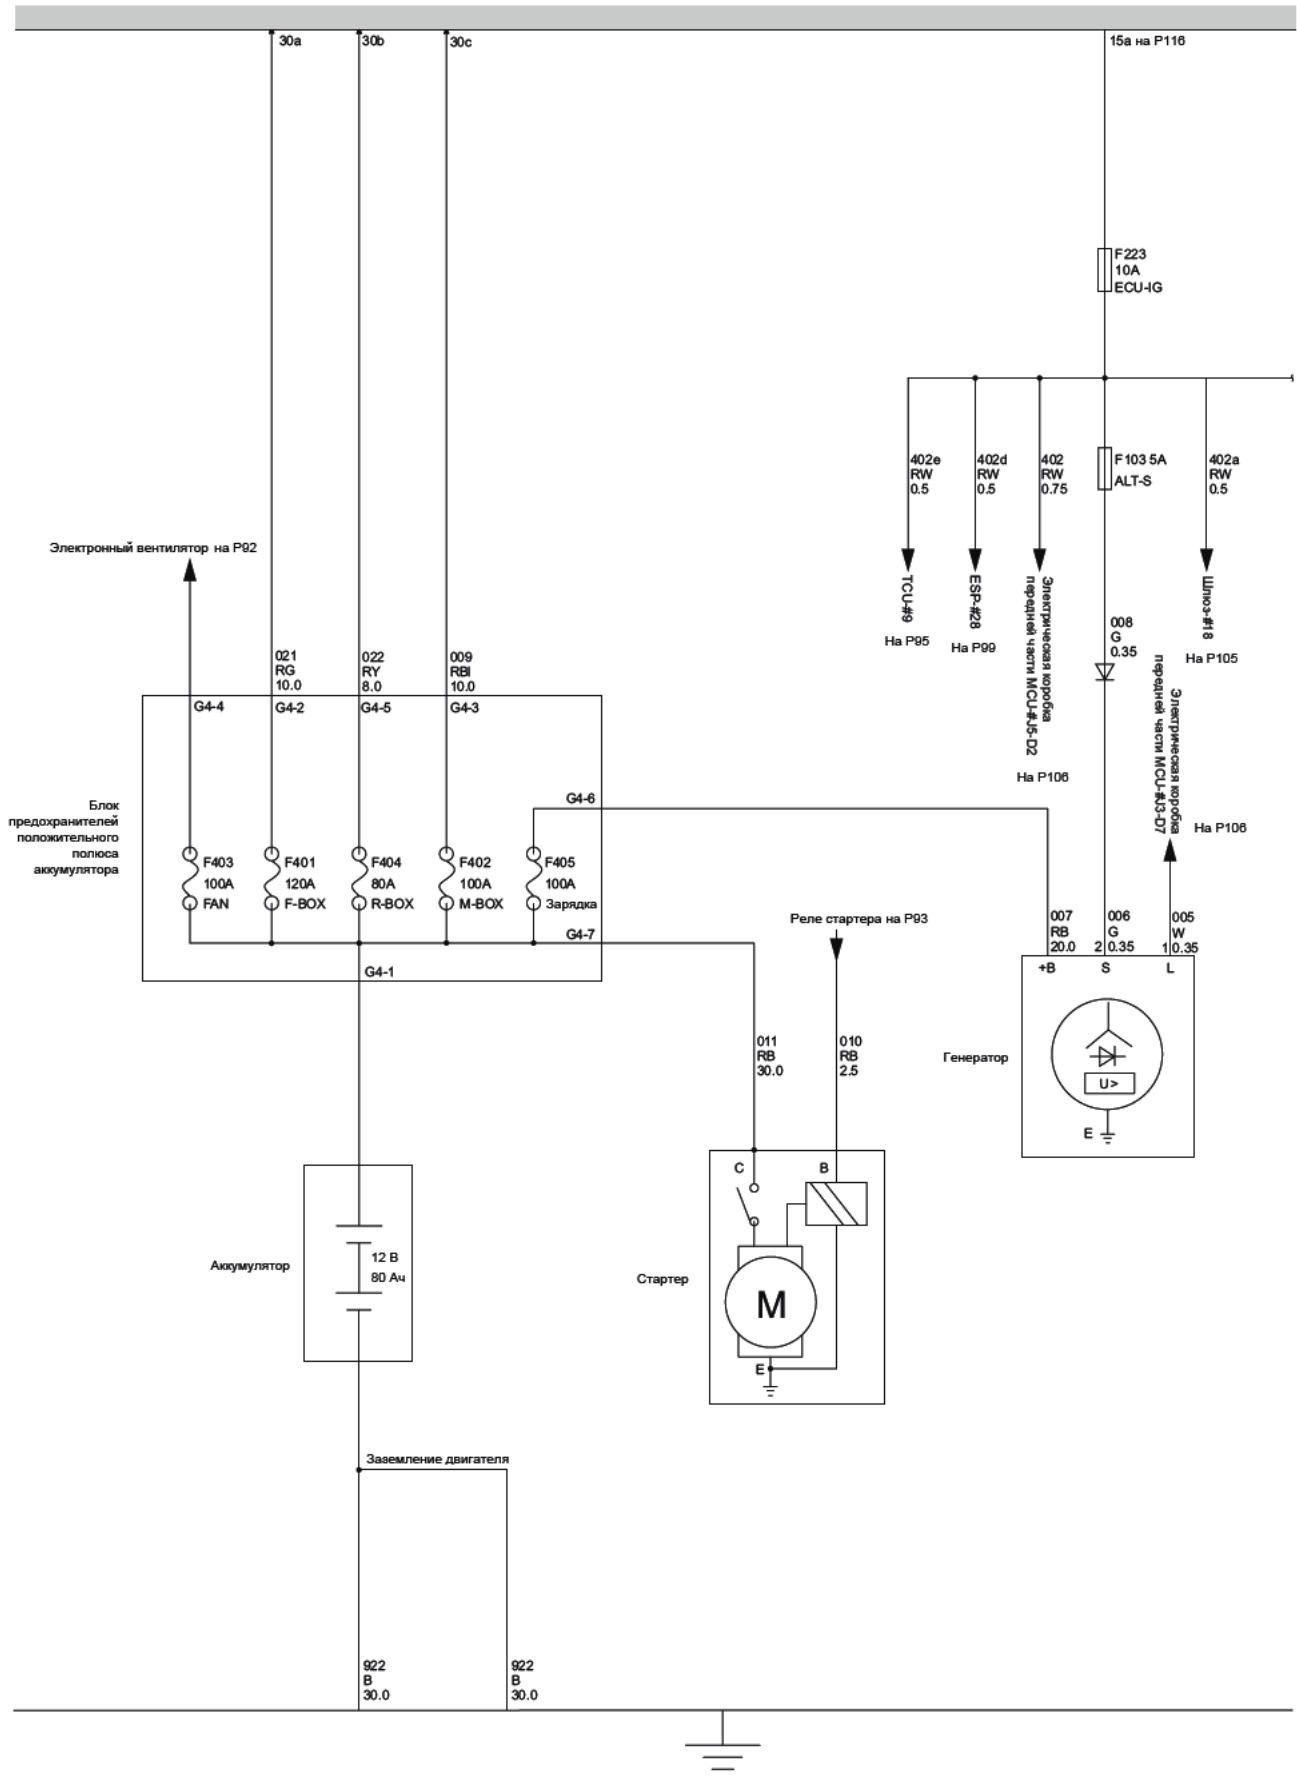 30a
30b
30c
15a на P116
F223
10A
ECU-IG
402e
RW
0.5
402d
RW
0.5
402
RW
0.75
F103 5A
ALT-S
402a
RW
0.5
Электронный вентилятор на P92
TCU-#9
На P95
ESP-#28
На P99
Электрическая коробка
передней части MCU-#J5-D2
На P106
008
G
0.35
Шлюз-#18
На P105
Электрическая коробка
передней части MCU-#J3-D7
На P106
021
RG
10.0
022
RY
8.0
009
RBI
10.0
G4-4
G4-2
G4-5
G4-3
G4-6
Блок
предохранителей
положительного
полюса
аккумулятора
F403
100A
FAN
F401
120A
F-BOX
F404
80A
R-BOX
F402
100A
M-BOX
F405
100A
Зарядка
G4-7
G4-1
Реле стартера на P93
007
RB
20.0
006
G
2 0.35
005
W
1 0.35
+B
S
L
Генератор
U>
E
011
RB
30.0
010
RB
2.5
C
B
Стартер
M
E
Аккумулятор
12 В
80 Ач
Заземление двигателя
922
B
30.0
922
B
30.0